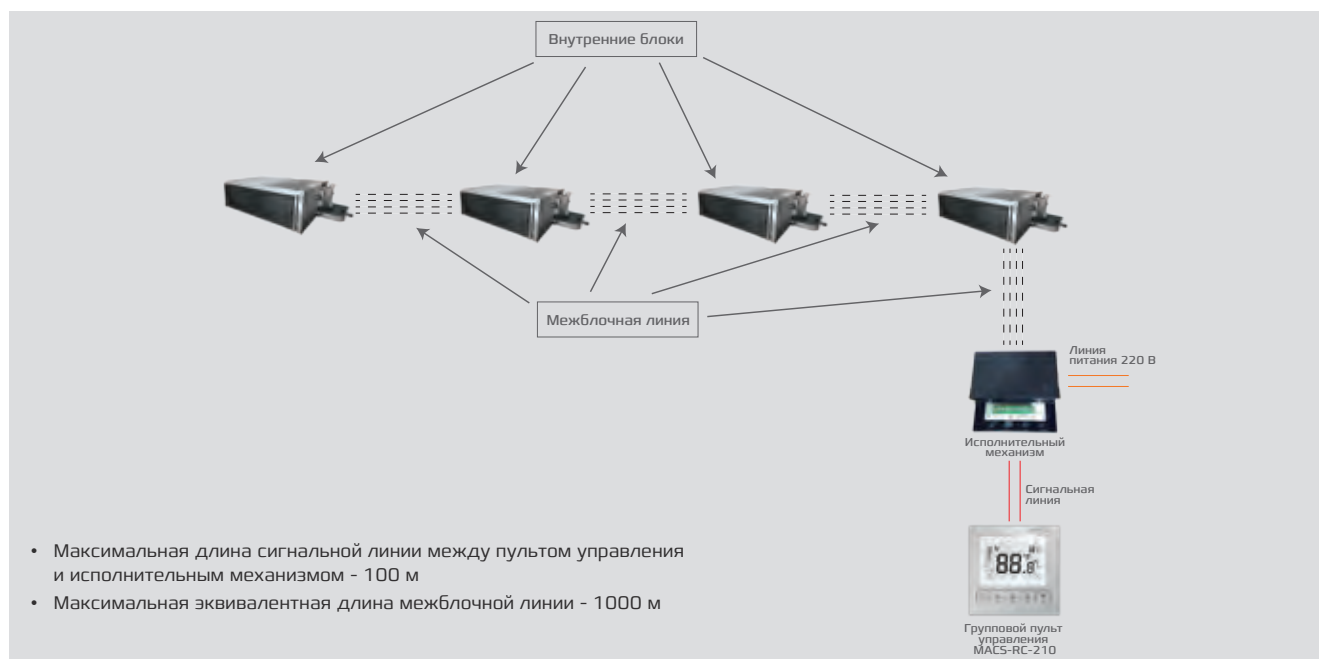 Внутренние блоки
Межблочная линия
Линия
питания 220 В
Исполнительный
механизм
Сигнальная
линия
88.8
• Максимальная длина сигнальной линии между пультом управления
и исполнительным механизмом - 100 м
• Максимальная эквивалентная длина межблочной линии - 1000 м
Групповой пульт
управления
MACS-RC-210